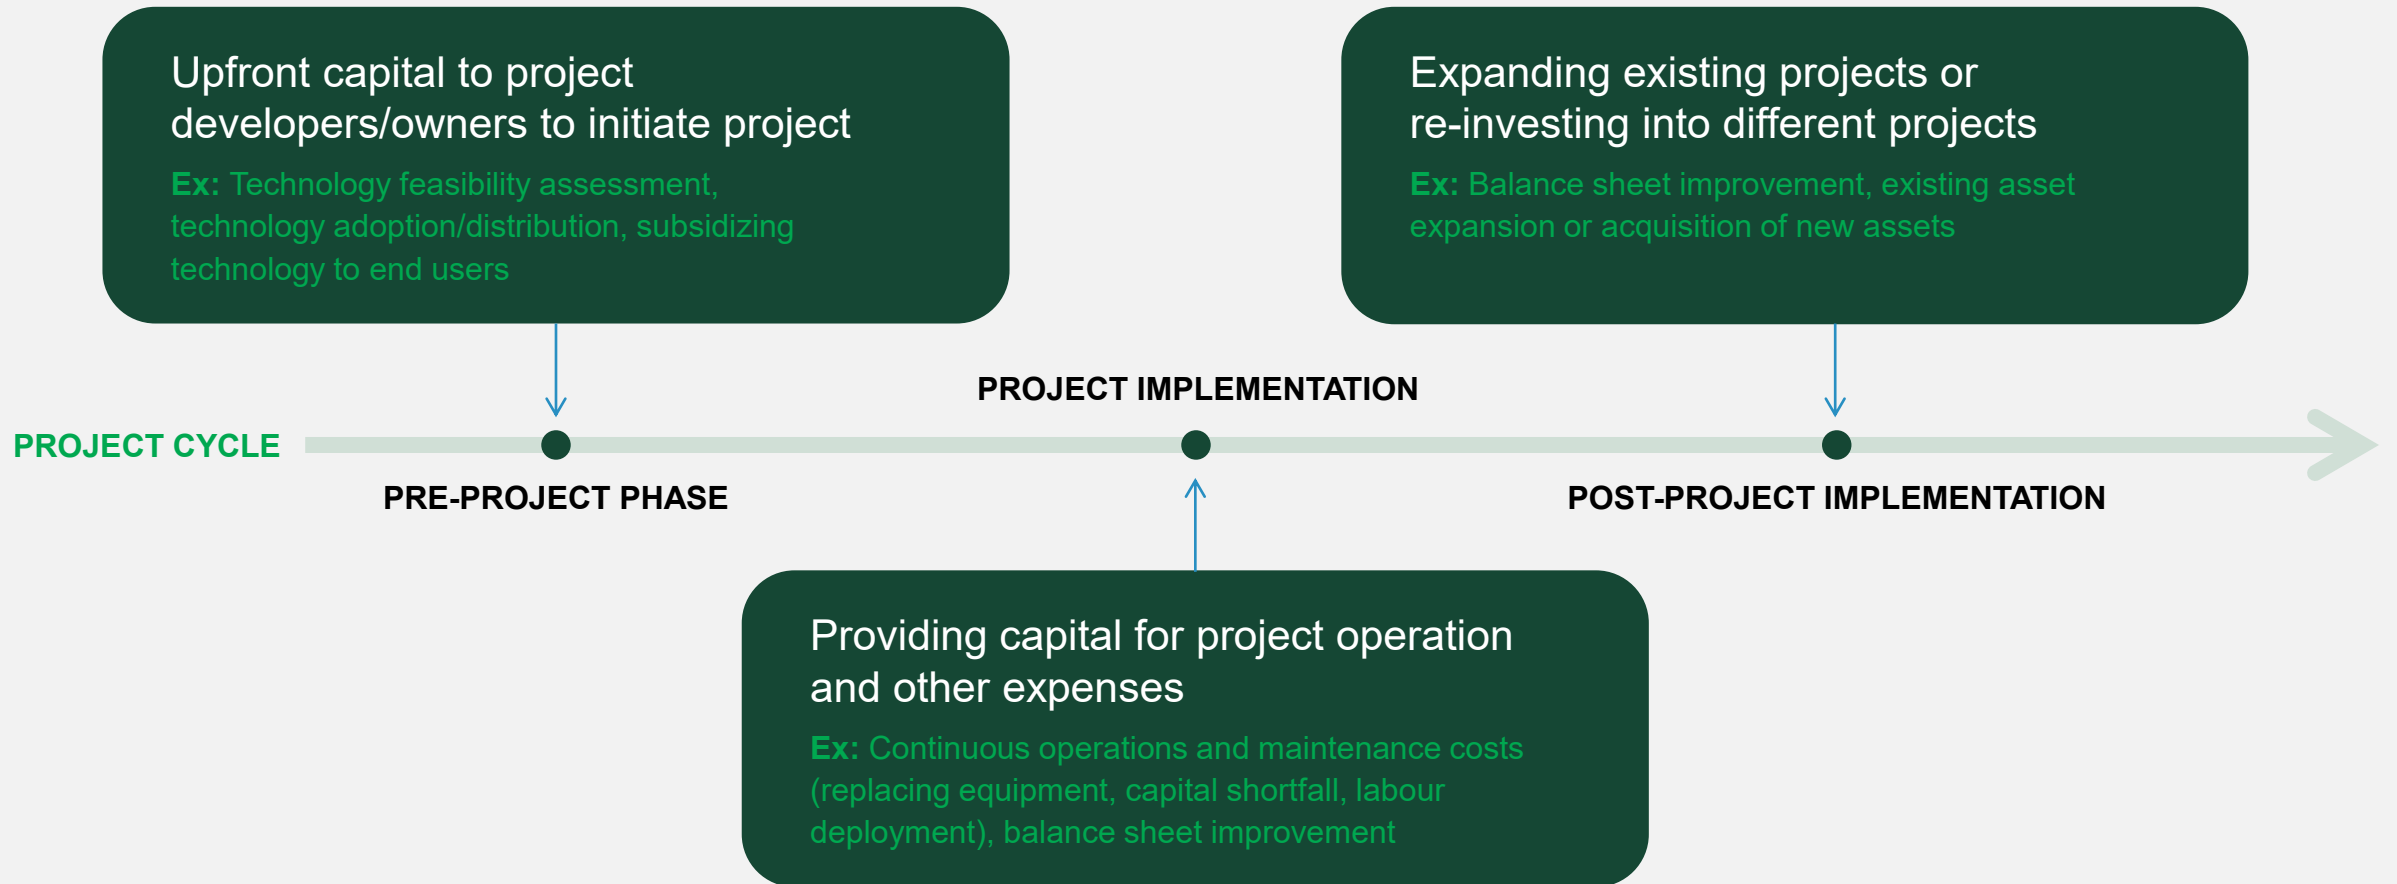 Upfront capital to project
developers/owners to initiate project
Ex: Technology feasibility assessment,
technology adoption/distribution, subsidizing
technology to end users
Expanding existing projects or
re-investing into different projects
Ex: Balance sheet improvement, existing asset
expansion or acquisition of new assets
PROJECT IMPLEMENTATION
PROJECT CYCLE
PRE-PROJECT PHASE
POST-PROJECT IMPLEMENTATION
Providing capital for project operation
and other expenses
Ex: Continuous operations and maintenance costs
(replacing equipment, capital shortfall, labour
deployment), balance sheet improvement